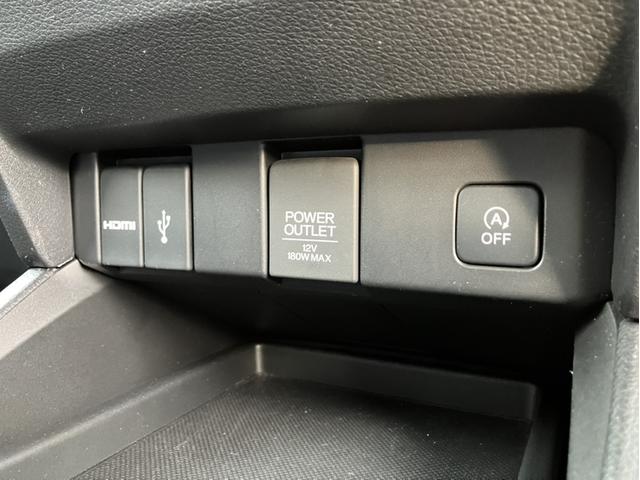 HDMI
POWER
OUTLET
12V
180W MAX
A
OFF